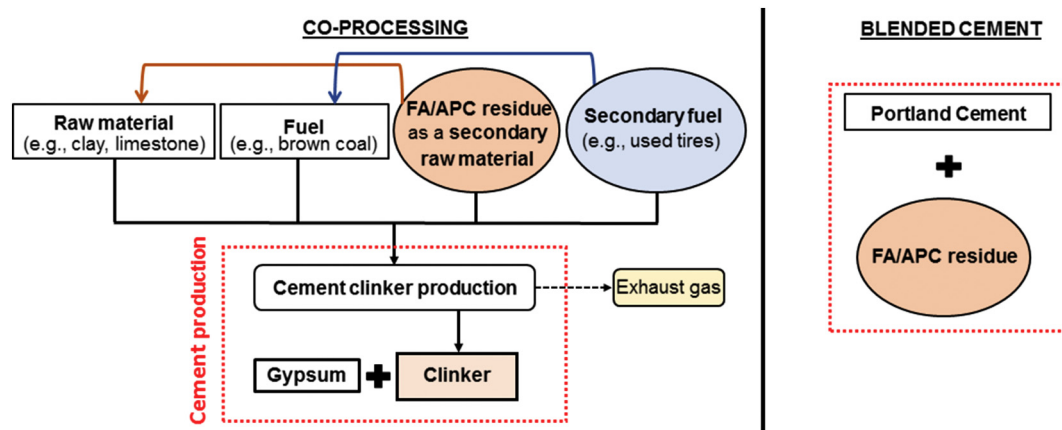 CO-PROCESSING
Raw material
(e.g., clay, limestone)
Fuel
(e.g., brown coal)
FA/APC residue
as a secondary
raw material
Secondary fuel
(e.g., used tires)
Cement production
Cement clinker production
Exhaust gas
Gypsum
Clinker
BLENDED CEMENT
Portland Cement
FA/APC residue